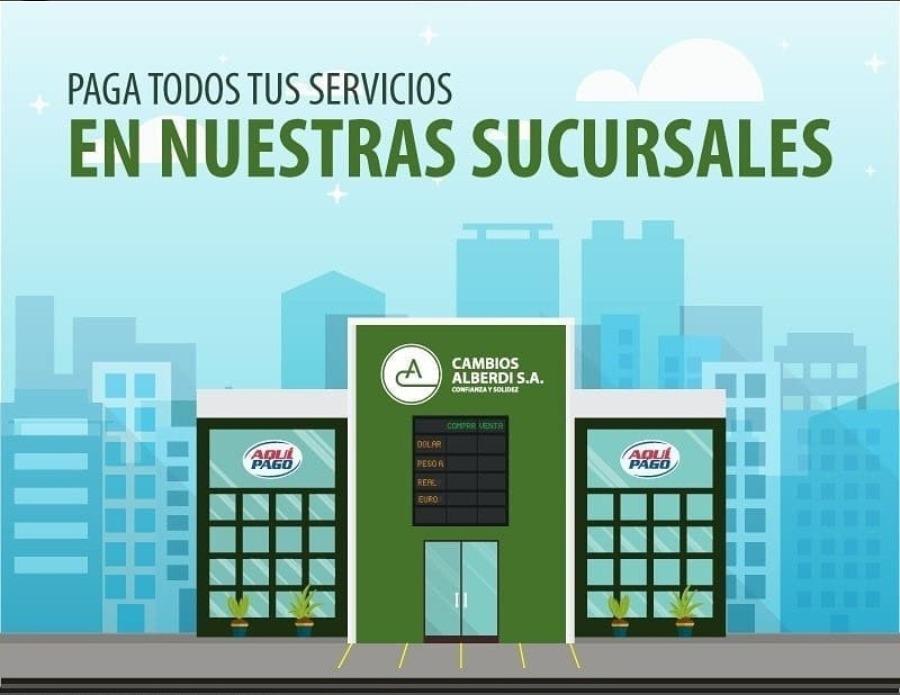 PAGA TODOS TUS SERVICIOS
EN NUESTRAS SUCURSALES
CAMBIOS
ALBERDI S.A.
CONFIANZA Y SOLIDEZ
COMPRA VENTA
DOLAR
PESO A
REAL
EURO
AQUÍ
PAGO
AQUÍ
PAGO